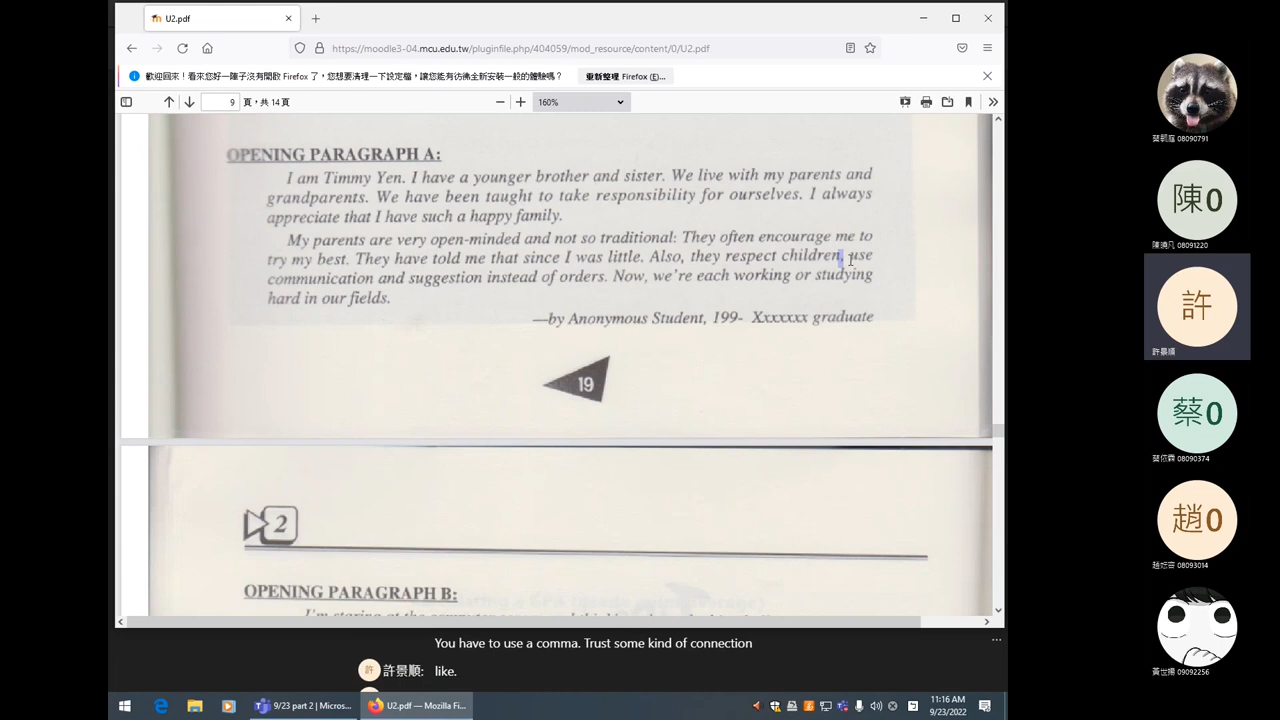 U2.pdf
https://moodle3-04.mcu.edu.tw/pluginfile.php/404059/mod_resource/content/0/U2.pdf
歡迎回來！看來您好一陣子沒有開啟 Firefox 了，您想要清理一下設定檔，讓您能有彷彿全新安裝一般的體驗嗎？ 重新整理 Firefox (E)...
9 頁，共 14 頁 160%
OPENING PARAGRAPH A:
I am Timmy Yen. I have a younger brother and sister. We live with my parents and
grandparents. We have been taught to take responsibility for ourselves. I always
appreciate that I have such a happy family.
My parents are very open-minded and not so traditional: They often encourage me to
try my best. They have told me that since I was little. Also, they respect children, use
communication and suggestion instead of orders. Now, we're each working or studying
hard in our fields.
—by Anonymous Student, 199- Xxxxxxx graduate
19
2
OPENING PARAGRAPH B:
I'm staring at the computer
You have to use a comma. Trust some kind of connection
許 許景順: like.
9/23 part 2 | Micros... U2.pdf — Mozilla Fi...
11:16 AM
9/23/2022
08090791
陳0
陳曉凡 08091220
許
許景順
蔡0
蔡依霖 08090374
趙0
08093014
黃世揚 09092256